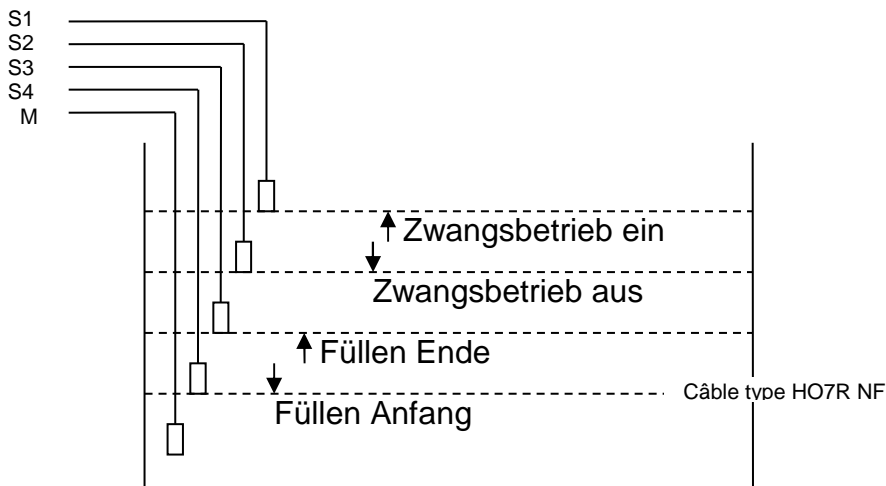 S1
S2
S3
S4
M
Zwangsbetrieb ein
Zwangsbetrieb aus
Füllen Ende
Câble type HO7R NF
Füllen Anfang